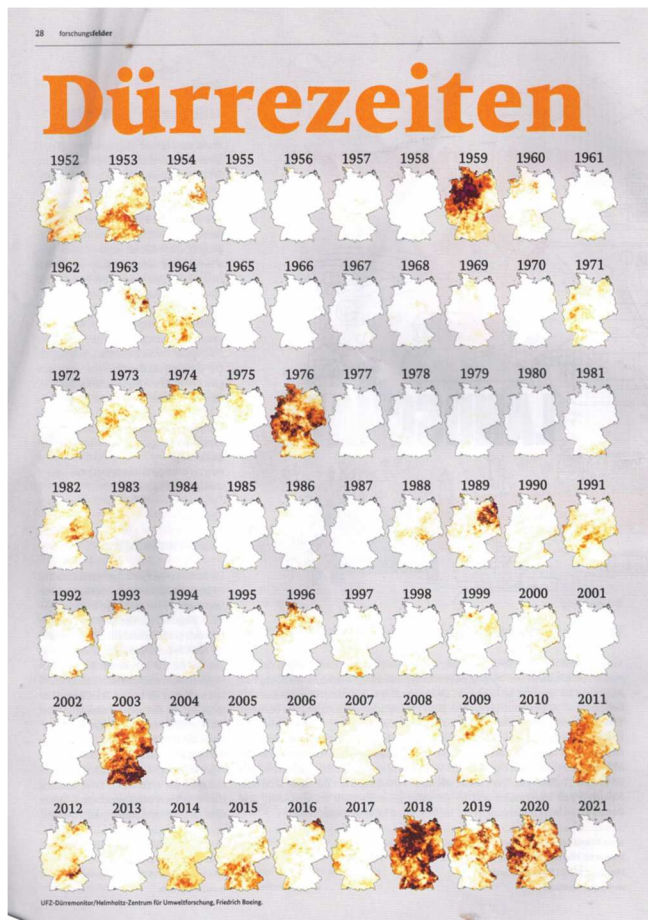 28 forschungsfelder
Dürrezeiten
1952 1953 1954 1955 1956 1957 1958 1959 1960 1961
1962 1963 1964 1965 1966 1967 1968 1969 1970 1971
1972 1973 1974 1975 1976 1977 1978 1979 1980 1981
1982 1983 1984 1985 1986 1987 1988 1989 1990 1991
1992 1993 1994 1995 1996 1997 1998 1999 2000 2001
2002 2003 2004 2005 2006 2007 2008 2009 2010 2011
2012 2013 2014 2015 2016 2017 2018 2019 2020 2021
UFZ-Dürremonitor/Helmholtz-Zentrum für Umweltforschung, Friedrich Boeing.